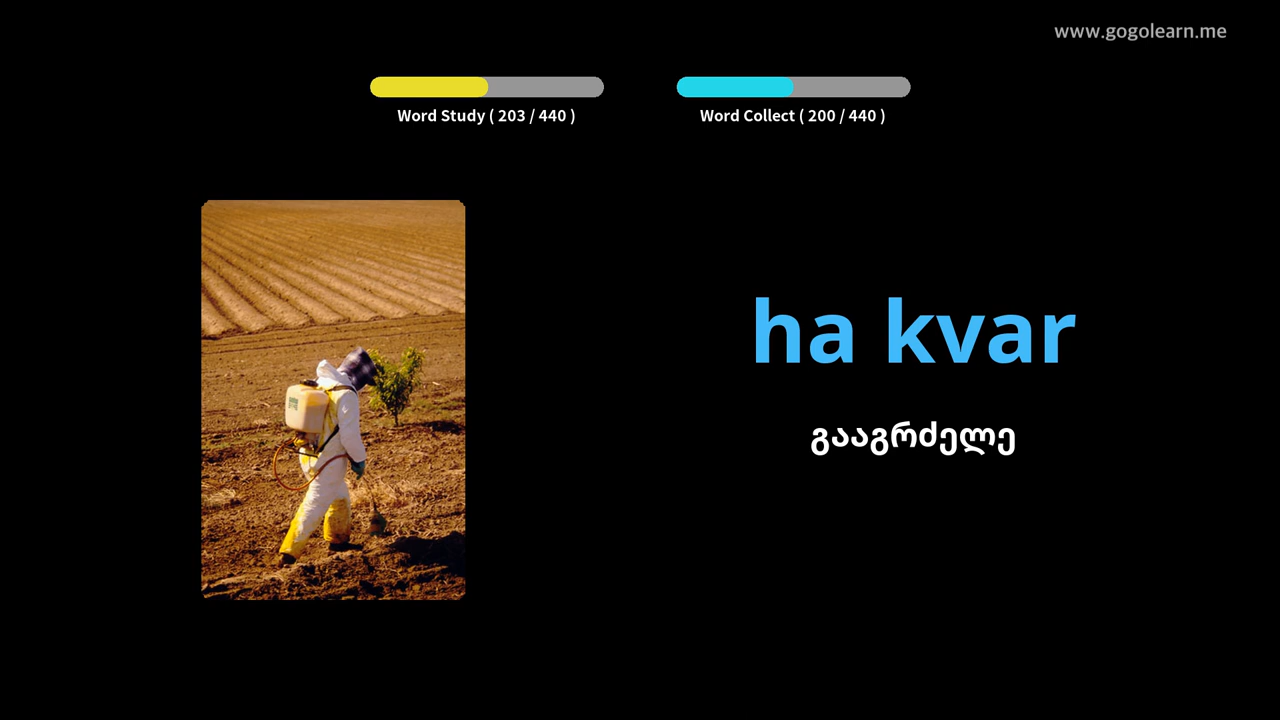 www.gogolearn.me
Word Study ( 203 / 440 )
Word Collect ( 200 / 440 )
ha kvar
გააგრძელე